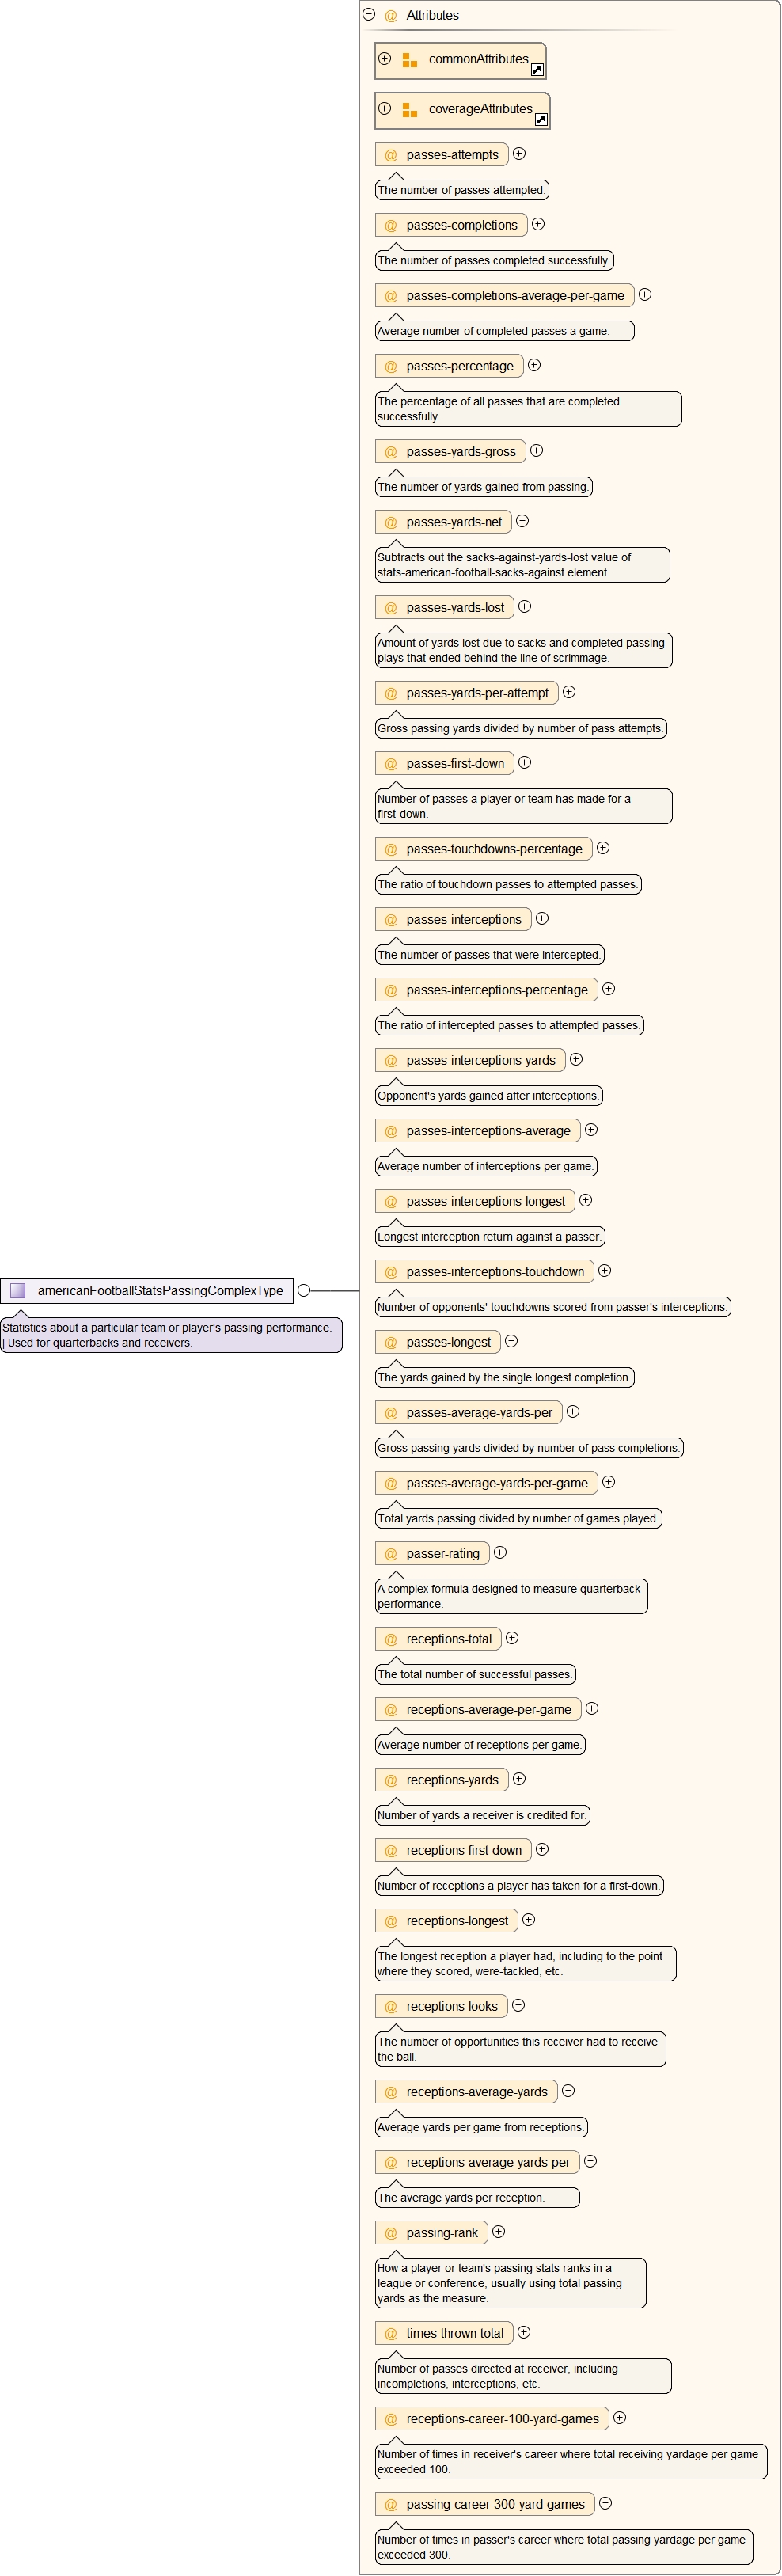 Attributes
commonAttributes
coverageAttributes
@ passes-attempts
The number of passes attempted.
@ passes-completions
The number of passes completed successfully.
@ passes-completions-average-per-game
Average number of completed passes a game.
@ passes-percentage
The percentage of all passes that are completed
successfully.
@ passes-yards-gross
The number of yards gained from passing.
@ passes-yards-net
Subtracts out the sacks-against-yards-lost value of
stats-american-football-sacks-against element.
@ passes-yards-lost
Amount of yards lost due to sacks and completed passing
plays that ended behind the line of scrimmage.
@ passes-yards-per-attempt
Gross passing yards divided by number of pass attempts.
@ passes-first-down
Number of passes a player or team has made for a
first-down.
@ passes-touchdowns-percentage
The ratio of touchdown passes to attempted passes.
@ passes-interceptions
The number of passes that were intercepted.
@ passes-interceptions-percentage
The ratio of intercepted passes to attempted passes.
@ passes-interceptions-yards
Opponent's yards gained after interceptions.
@ passes-interceptions-average
Average number of interceptions per game.
@ passes-interceptions-longest
Longest interception return against a passer.
@ passes-interceptions-touchdown
americanFootballStatsPassingComplexType
Statistics about a particular team or player's passing performance.
| Used for quarterbacks and receivers.
Number of opponents' touchdowns scored from passer's interceptions.
@ passes-longest
The yards gained by the single longest completion.
@ passes-average-yards-per
Gross passing yards divided by number of pass completions.
@ passes-average-yards-per-game
Total yards passing divided by number of games played.
@ passer-rating
A complex formula designed to measure quarterback
performance.
@ receptions-total
The total number of successful passes.
@ receptions-average-per-game
Average number of receptions per game.
@ receptions-yards
Number of yards a receiver is credited for.
@ receptions-first-down
Number of receptions a player has taken for a first-down.
@ receptions-longest
The longest reception a player had, including to the point
where they scored, were-tackled, etc.
@ receptions-looks
The number of opportunities this receiver had to receive
the ball.
@ receptions-average-yards
Average yards per game from receptions.
@ receptions-average-yards-per
The average yards per reception.
@ passing-rank
How a player or team's passing stats ranks in a
league or conference, usually using total passing
yards as the measure.
@ times-thrown-total
Number of passes directed at receiver, including
incompletions, interceptions, etc.
@ receptions-career-100-yard-games
Number of times in receiver's career where total receiving yardage per game
exceeded 100.
@ passing-career-300-yard-games
Number of times in passer's career where total passing yardage per game
exceeded 300.